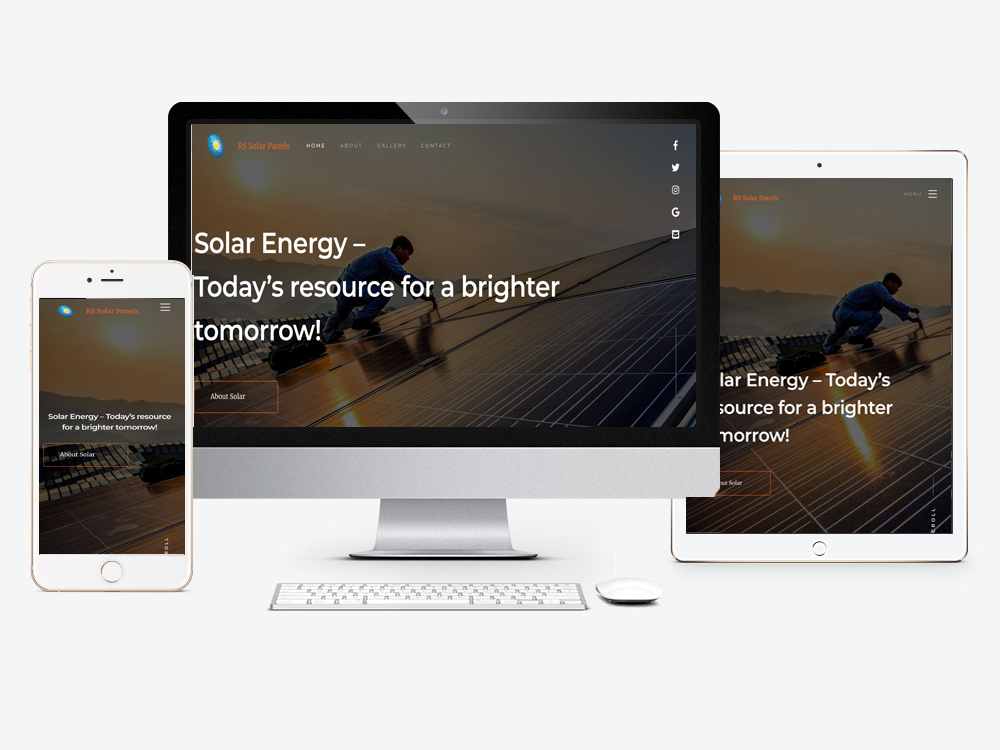 RS Solar Panels
HOME ABOUT GALLERY CONTACT
Solar Energy –
Today’s resource for a brighter
tomorrow!
About Solar
RS Solar Panels
Solar Energy – Today’s resource
for a brighter tomorrow!
About Solar
OLL
RS Solar Panels
MENU
lar Energy – Today’s
source for a brighter
morrow!
out Solar
ROLL